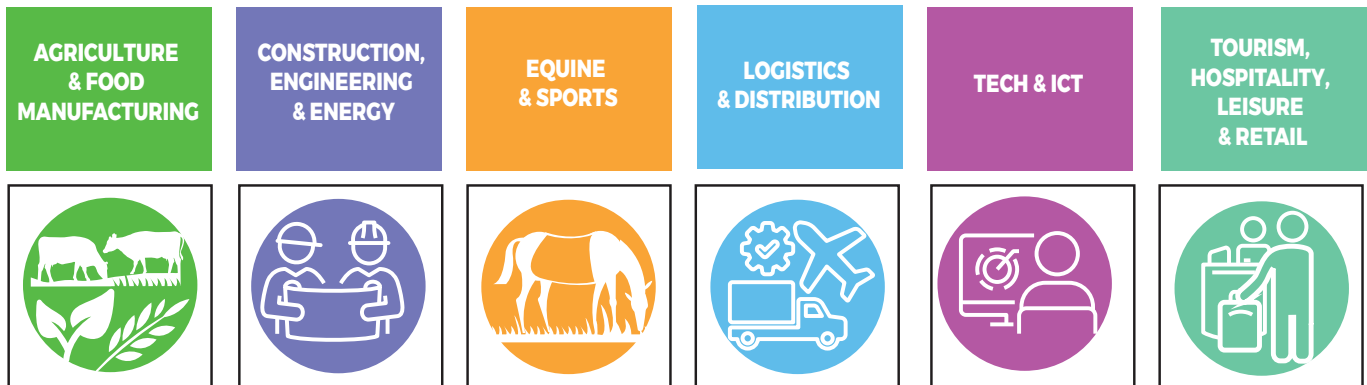 AGRICULTURE
& FOOD
MANUFACTURING
CONSTRUCTION,
ENGINEERING
& ENERGY
EQUINE
& SPORTS
LOGISTICS
& DISTRIBUTION
TECH & ICT
TOURISM,
HOSPITALITY,
LEISURE
& RETAIL